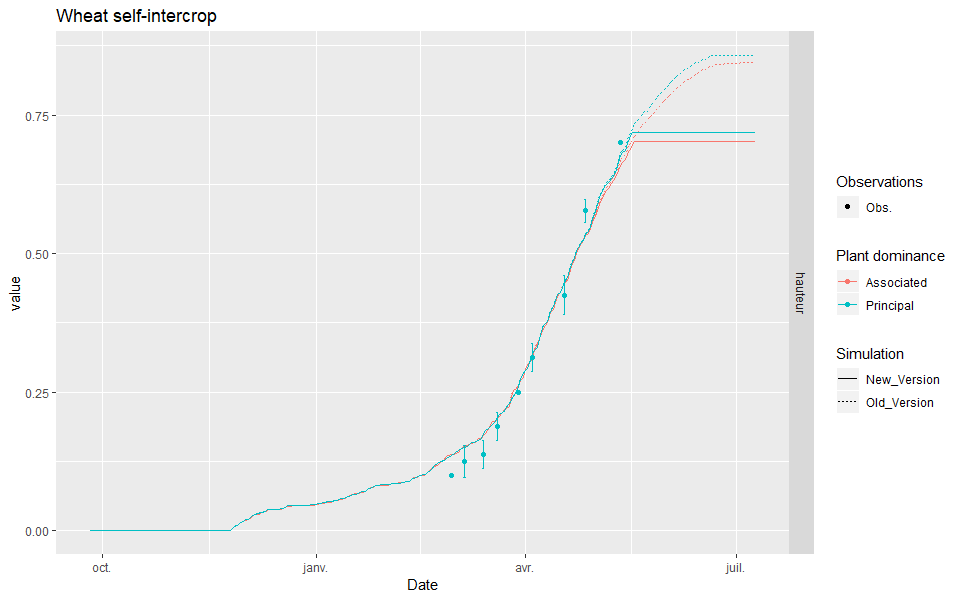 Wheat self-intercrop
0.75
0.50
0.25
0.00
value
oct.
janv.
avr.
juil.
Date
hauteur
Observations
Obs.
Plant dominance
Associated
Principal
Simulation
New_Version
Old_Version